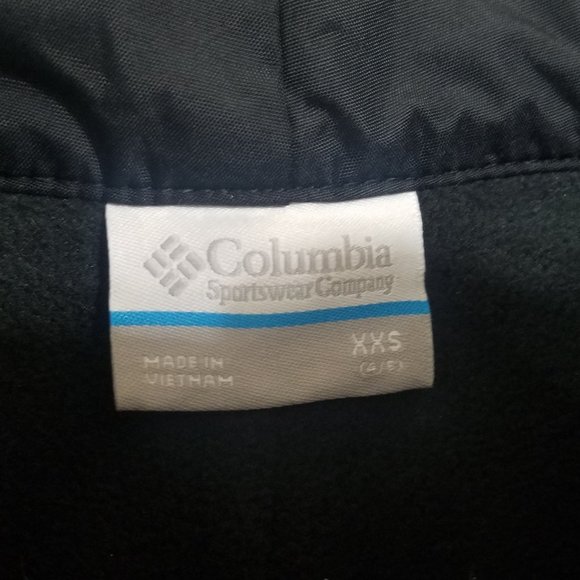 Columbia
Sportswear Company
MADE IN
VIETNAM
XXS
(4/5)